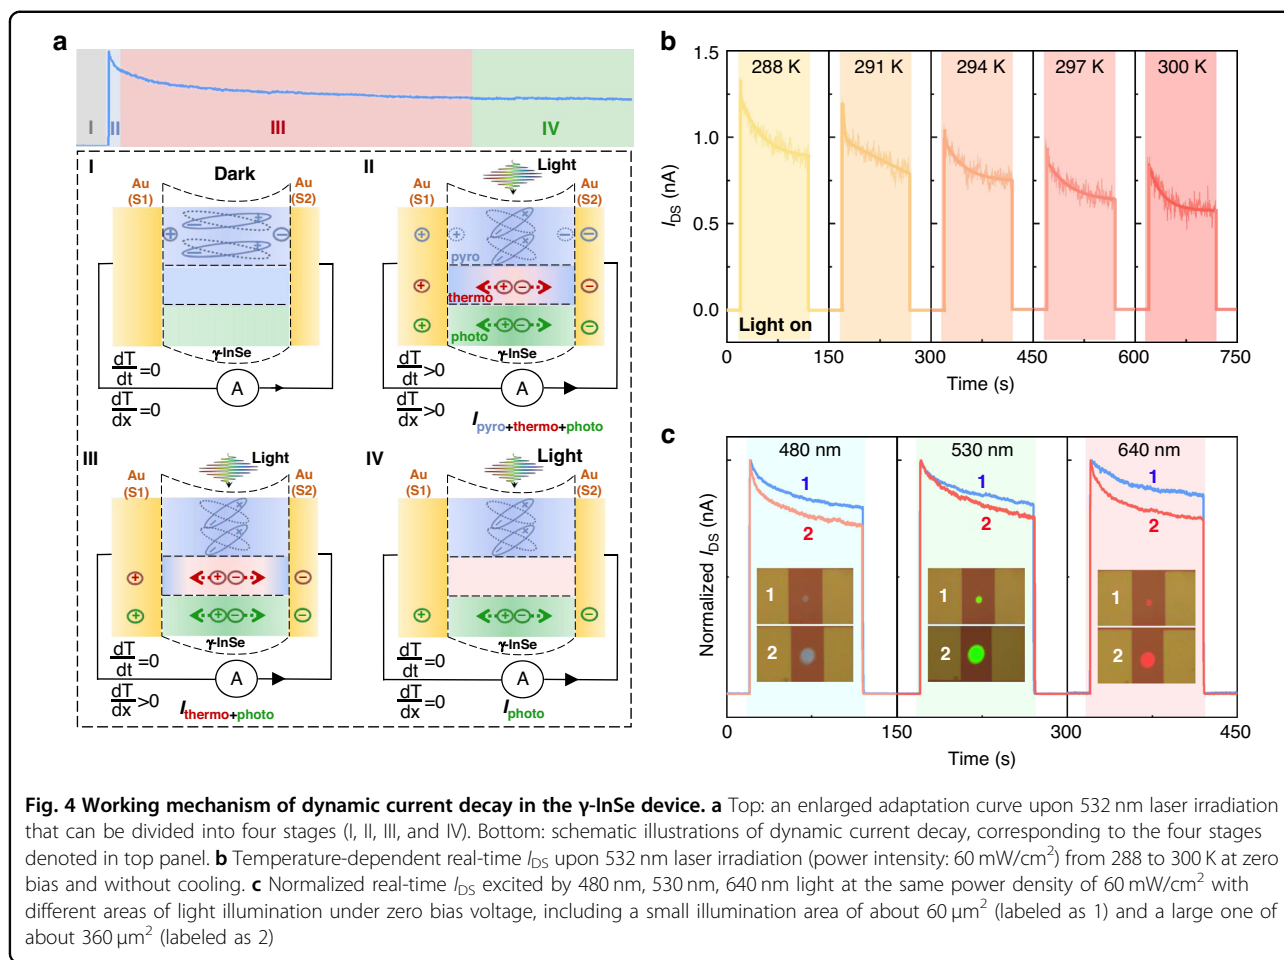 a
I
II
III
IV
I
Dark
Au
(S1)
Au
(S2)
γ-InSe
dT
dt
=0
dT
dx
=0
A
II
Light
Au
(S1)
Au
(S2)
pyro
thermo
photo
γ-InSe
dT
dt
>0
dT
dx
>0
A
I pyro+thermo+photo
III
Light
Au
(S1)
Au
(S2)
γ-InSe
dT
dt
=0
dT
dx
>0
A
I thermo+photo
IV
Light
Au
(S1)
Au
(S2)
γ-InSe
dT
dt
=0
dT
dx
=0
A
I photo
b
1.5
1.0
0.5
0.0
I DS (nA)
288 K
291 K
294 K
297 K
300 K
Light on
0 150 300 450 600 750
Time (s)
c
Normalized I DS (nA)
480 nm
530 nm
640 nm
1
2
1
2
1
2
1
2
1
2
1
2
0 150 300 450
Time (s)
Fig. 4 Working mechanism of dynamic current decay in the γ-InSe device. a Top: an enlarged adaptation curve upon 532 nm laser irradiation
that can be divided into four stages (I, II, III, and IV). Bottom: schematic illustrations of dynamic current decay, corresponding to the four stages
denoted in top panel. b Temperature-dependent real-time IDS upon 532 nm laser irradiation (power intensity: 60 mW/cm²) from 288 to 300 K at zero
bias and without cooling. c Normalized real-time IDS excited by 480 nm, 530 nm, 640 nm light at the same power density of 60 mW/cm² with
different areas of light illumination under zero bias voltage, including a small illumination area of about 60 μm² (labeled as 1) and a large one of
about 360 μm² (labeled as 2)